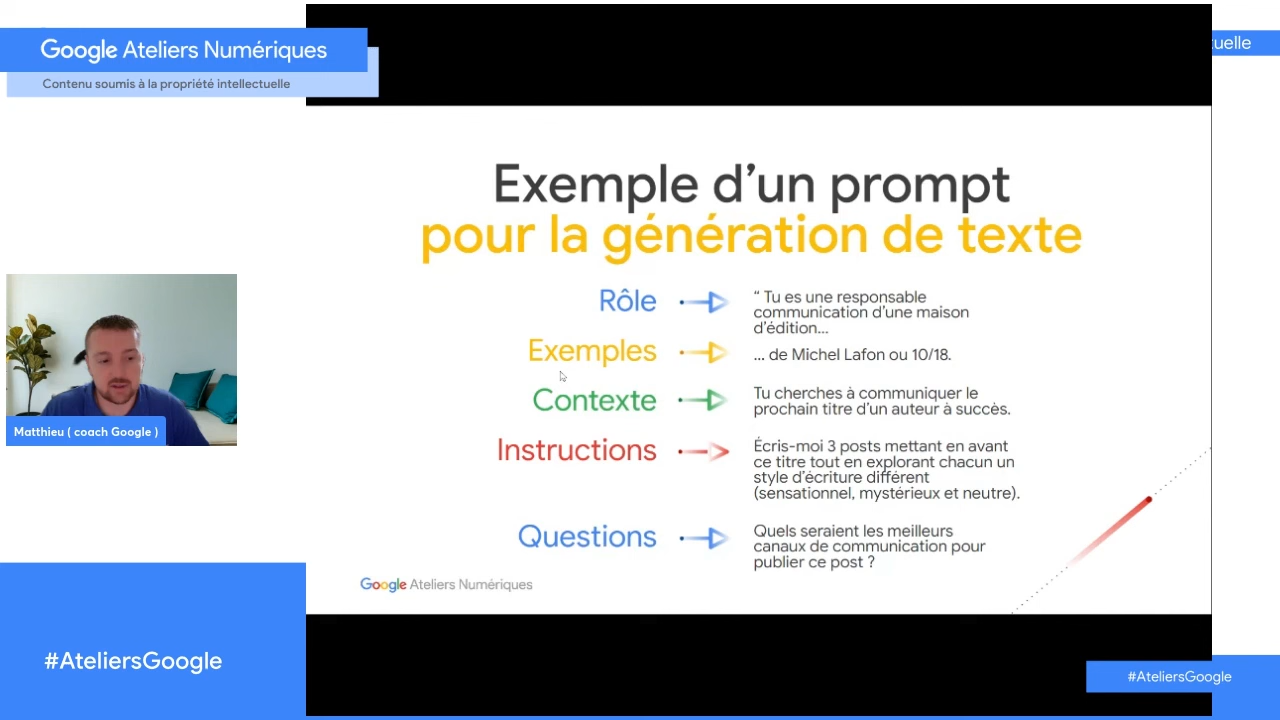 Google Ateliers Numériques
Contenu soumis à la propriété intellectuelle
tuelle
Exemple d’un prompt
pour la génération de texte
Rôle
“ Tu es une responsable
communication d’une maison
d’édition...
Exemples
... de Michel Lafon ou 10/18.
Contexte
Tu cherches à communiquer le
prochain titre d’un auteur à succès.
Instructions
Écris-moi 3 posts mettant en avant
ce titre tout en explorant chacun un
style d’écriture différent
(sensationnel, mystérieux et neutre).
Questions
Quels seraient les meilleurs
canaux de communication pour
publier ce post ?
Google Ateliers Numériques
Matthieu ( coach Google )
#AteliersGoogle
#AteliersGoogle